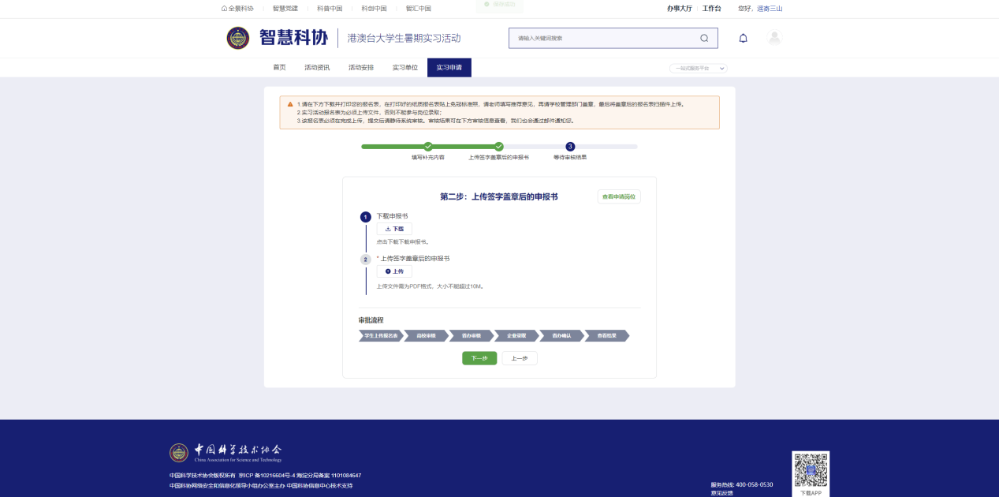 全景科协 智慧党建 科普中国 科创中国 智汇中国 保存成功 办事大厅 工作台 您好，遥寄三山
智慧科协 港澳台大学生暑期实习活动 请输入关键词搜索
首页 活动资讯 活动安排 实习单位 实习申请 一站式服务平台
1.请在下方下载并打印您的报名表，在打印好的纸质报名表贴上免冠标准照，请老师填写推荐意见，再请学校管理部门盖章，最后将盖章后的报名表扫描件上传。
2.实习活动报名表为必须上传文件，否则不能参与岗位录取；
3.该报名表必须在完成上传，提交后请静待系统审核。审核结果可在下方审核信息查看，我们也会通过邮件通知您。
3
填写补充内容 上传签字盖章后的申报书 等待审核结果
第二步：上传签字盖章后的申报书 查看申请岗位
1 下载申报书
下载
点击下载下载申报书。
2 * 上传签字盖章后的申报书
上传
上传文件需为PDF格式，大小不能超过10M。
审批流程
学生上传报名表 高校审核 省办审核 企业录取 省办确认 查看结果
下一步 上一步
中国科学技术协会
China Association for Science and Technology
中国科学技术协会版权所有 京ICP 备10216604号-4 海淀分局备案 1101084647
中国科协网络安全和信息化领导小组办公室主办 中国科协信息中心技术支持
服务热线: 400-058-0530
意见反馈
下载APP